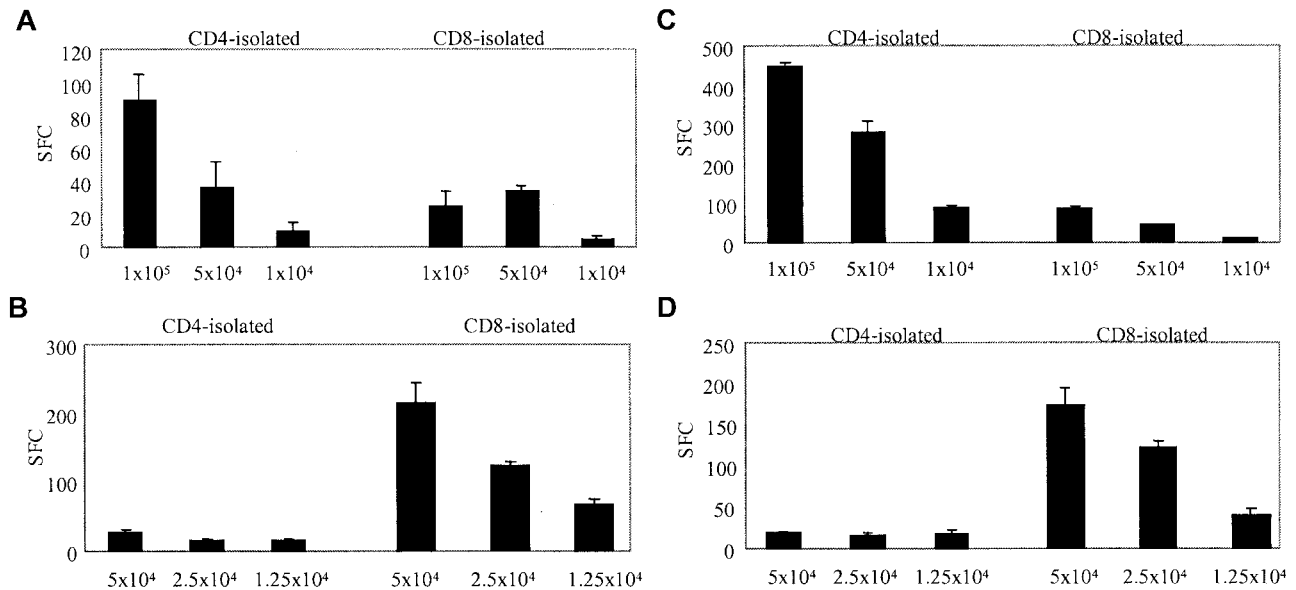 A
CD4-isolated CD8-isolated
120
100
80
60
40
20
0
SFC
1x10⁵ 5x10⁴ 1x10⁴ 1x10⁵ 5x10⁴ 1x10⁴
B
CD4-isolated CD8-isolated
300
200
100
0
SFC
5x10⁴ 2.5x10⁴ 1.25x10⁴ 5x10⁴ 2.5x10⁴ 1.25x10⁴
C
CD4-isolated CD8-isolated
500
400
300
200
100
0
SFC
1x10⁵ 5x10⁴ 1x10⁴ 1x10⁵ 5x10⁴ 1x10⁴
D
CD4-isolated CD8-isolated
250
200
150
100
50
0
SFC
5x10⁴ 2.5x10⁴ 1.25x10⁴ 5x10⁴ 2.5x10⁴ 1.25x10⁴